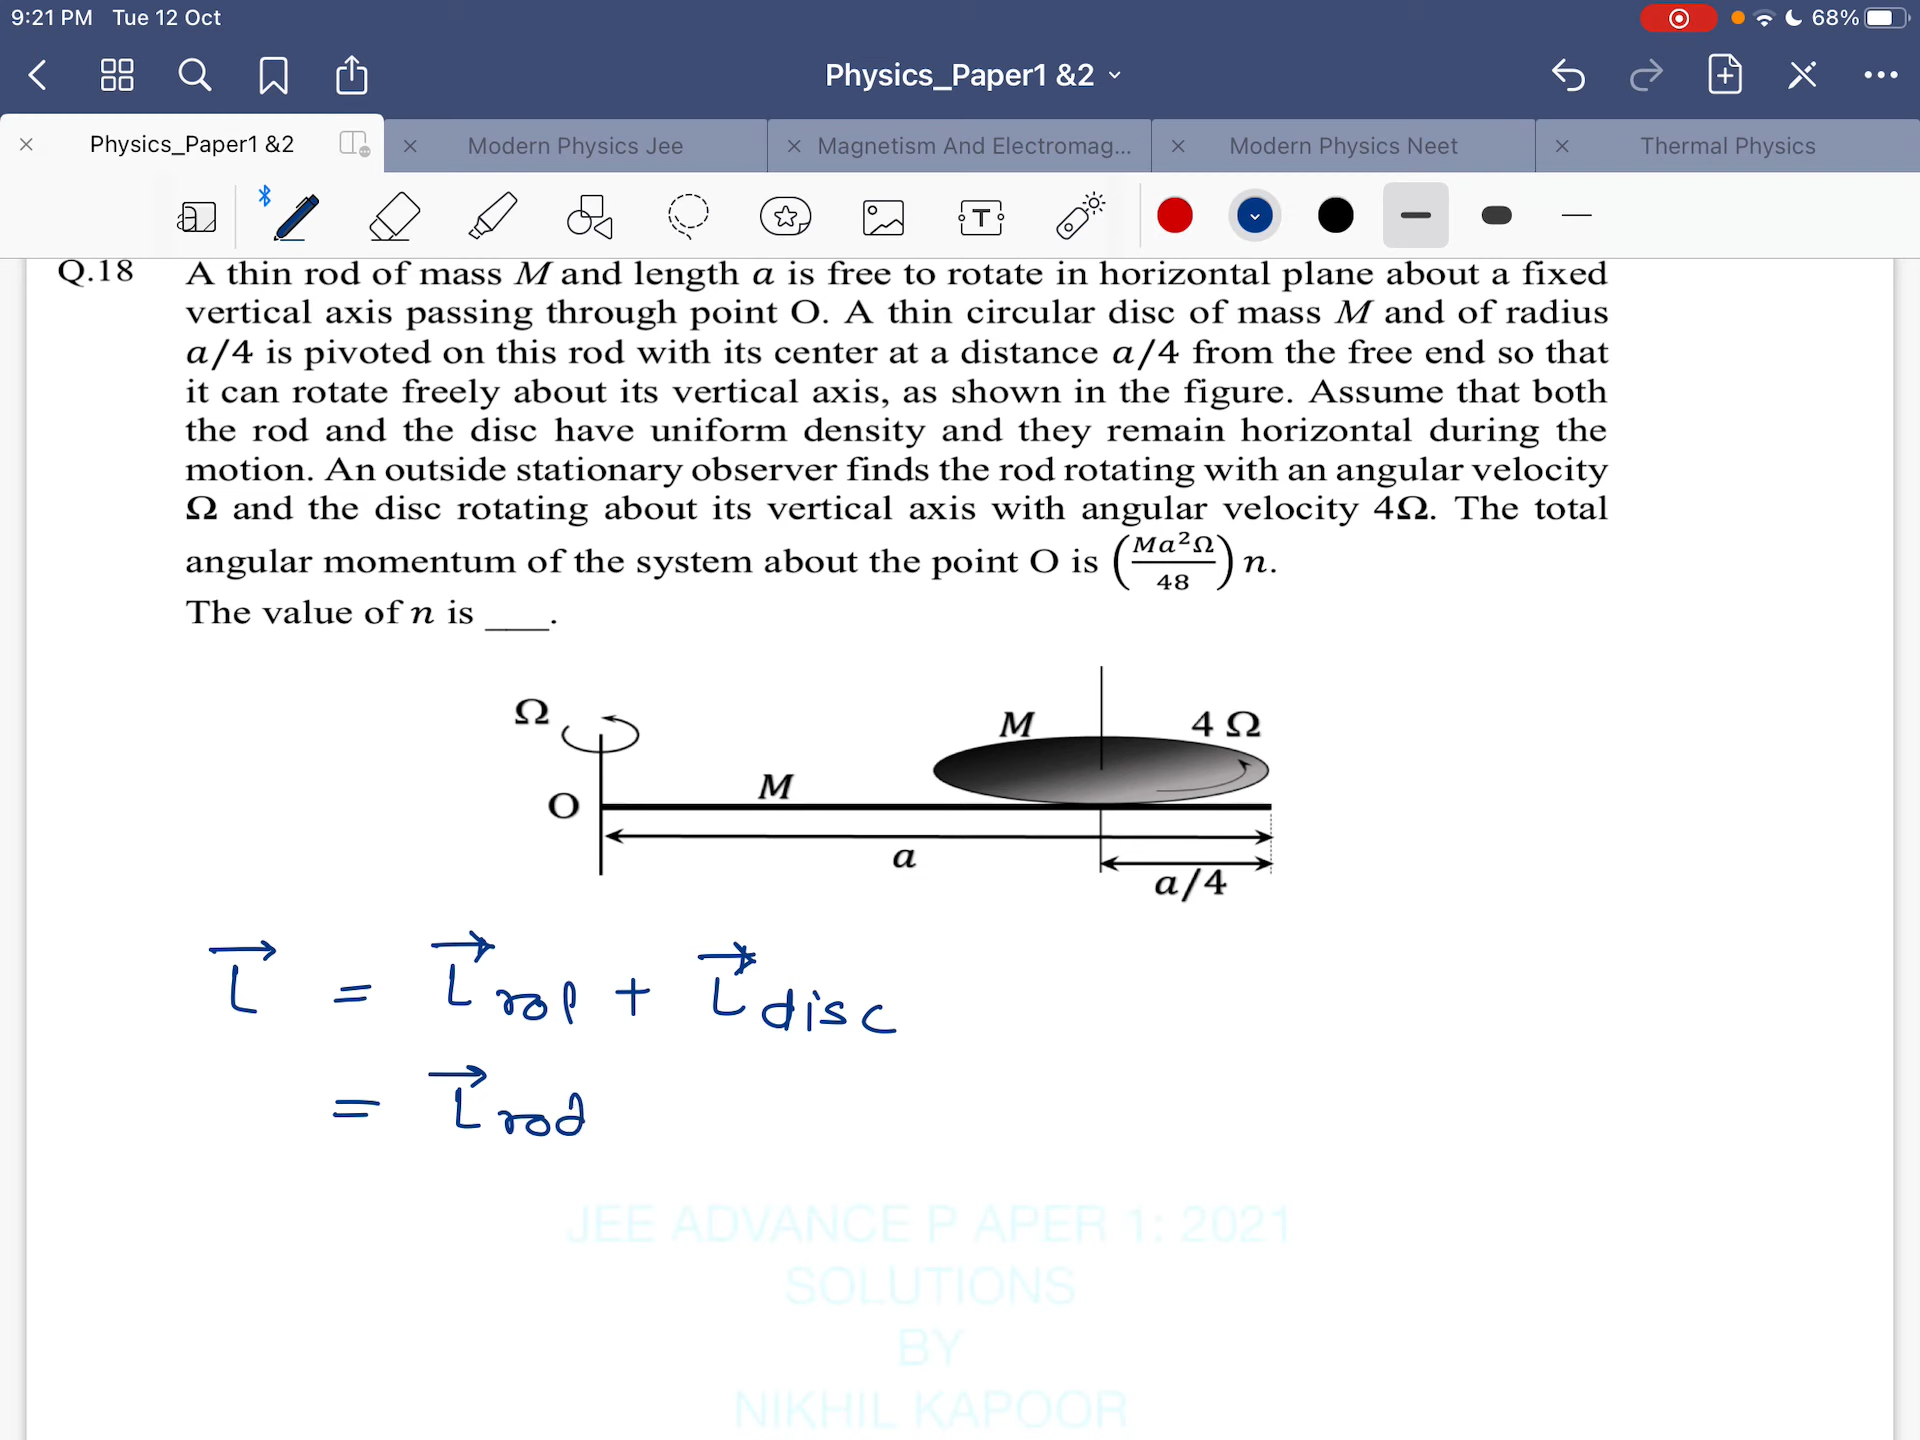 9:21 PM Tue 12 Oct
68%
Physics_Paper1 &2
Physics_Paper1 &2
Modern Physics Jee
Magnetism And Electromag...
Modern Physics Neet
Thermal Physics
Q.18 A thin rod of mass M and length a is free to rotate in horizontal plane about a fixed
vertical axis passing through point O. A thin circular disc of mass M and of radius
a/4 is pivoted on this rod with its center at a distance a/4 from the free end so that
it can rotate freely about its vertical axis, as shown in the figure. Assume that both
the rod and the disc have uniform density and they remain horizontal during the
motion. An outside stationary observer finds the rod rotating with an angular velocity
Ω and the disc rotating about its vertical axis with angular velocity 4Ω. The total
angular momentum of the system about the point O is (Ma²Ω/48) n.
The value of n is ___.
Ω
M
4 Ω
M
O
a
a/4
L⃗ = L⃗ rod + L⃗ disc
= L⃗ rod
JEE ADVANCE P APER 1: 2021
SOLUTIONS
BY
NIKHIL KAPOOR